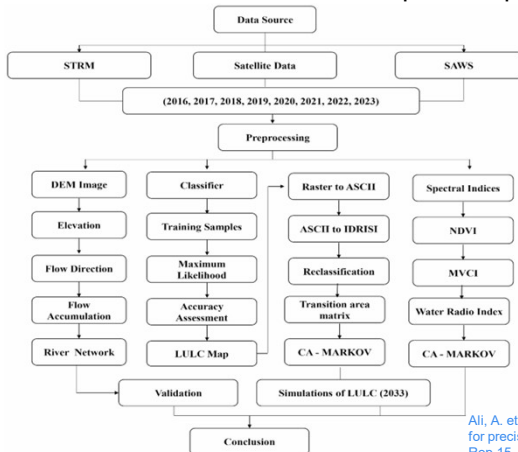 Data Source
STRM
Satellite Data
SAWS
(2016, 2017, 2018, 2019, 2020, 2021, 2022, 2023)
Preprocessing
DEM Image
Elevation
Flow Direction
Flow
Accumulation
River Network
Classifier
Training Samples
Maximum
Likelihood
Accuracy
Assessment
LULC Map
Raster to ASCII
ASCII to IDRISI
Reclassification
Transition area
matrix
CA - MARKOV
Spectral Indices
NDVI
MVCI
Water Radio Index
CA - MARKOV
Validation
Simulations of LULC (2033)
Conclusion
Ali, A. et
for precis